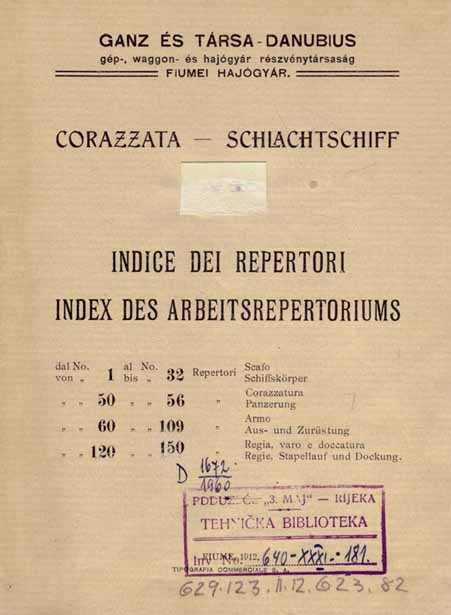 GANZ ÉS TÁRSA-DANUBIUS
gép-, waggon- és hajógyár részvénytársaság
FIUMEI HAJÓGYÁR.
CORAZZATA — SCHLACHTSCHIFF
INDICE DEI REPERTORI
INDEX DES ARBEITSREPERTORIUMS
dal No. 1 al No. 32 Repertori Scafo
von „ bis „ Schiffskörper
„ „ 50 „ „ 56 „ Corazzatura
Panzerung
„ „ 60 „ „ 109 „ Armo
Aus- und Zurüstung
„ „ 120 „ „ 150 „ Regia, varo e doccatura
Regie, Stapellauf und Dockung.
D 1672
1960
PODUZ. „3. MAJ" — RIJEKA
TEHNIČKA BIBLIOTEKA
FIUME, 1912.
Inv No. 640-XXXI-181.
TIPOGRAFIA COMMERCIALE S. A.
629.123.11.12.623.82